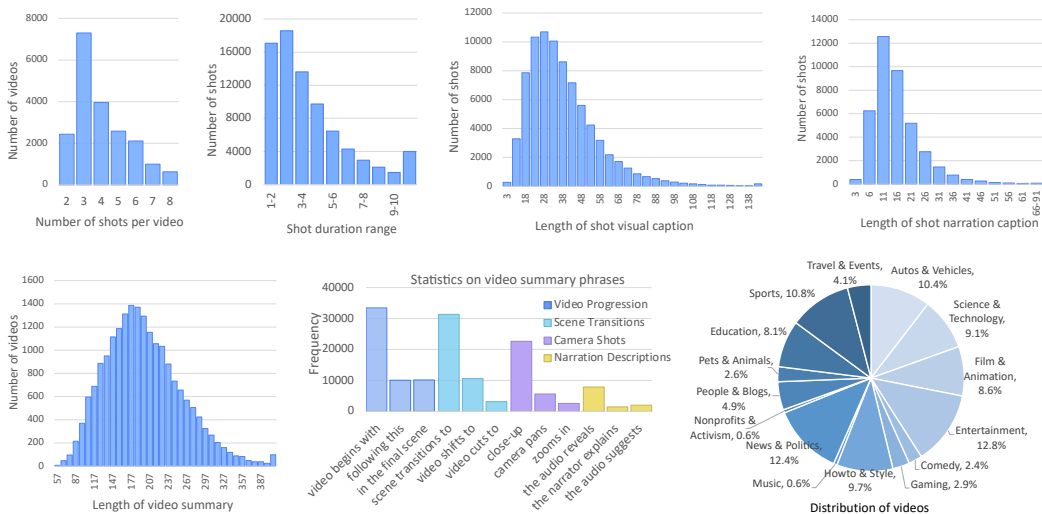 8000
6000
4000
2000
0
Number of videos
2 3 4 5 6 7 8
Number of shots per video
20000
16000
12000
8000
4000
0
Number of shots
1-2 3-4 5-6 7-8 9-10
Shot duration range
12000
10000
8000
6000
4000
2000
0
Number of shots
3 18 28 38 48 58 68 78 88 98 108 118 128 138
Length of shot visual caption
14000
12000
10000
8000
6000
4000
2000
0
Number of shots
3 6 11 16 21 26 31 36 41 46 51 56 61 66-91
Length of shot narration caption
1600
1400
1200
1000
800
600
400
200
0
Number of videos
57 87 117 147 177 207 237 267 297 327 357 387
Length of video summary
Statistics on video summary phrases
40000
30000
20000
10000
0
Frequency
Video Progression
Scene Transitions
Camera Shots
Narration Descriptions
video begins with
following this
in the final scene
scene transitions to
video shifts to
video cuts to
close-up
camera pans
zooms in
the audio reveals
the narrator explains
the audio suggests
Travel & Events,
4.1%
Autos & Vehicles,
10.4%
Science &
Technology,
9.1%
Film &
Animation,
8.6%
Entertainment,
12.8%
Comedy, 2.4%
Gaming, 2.9%
Howto & Style,
9.7%
Music, 0.6%
News & Politics,
12.4%
Nonprofits &
Activism, 0.6%
People & Blogs,
4.9%
Pets & Animals,
2.6%
Education, 8.1%
Sports, 10.8%
Distribution of videos